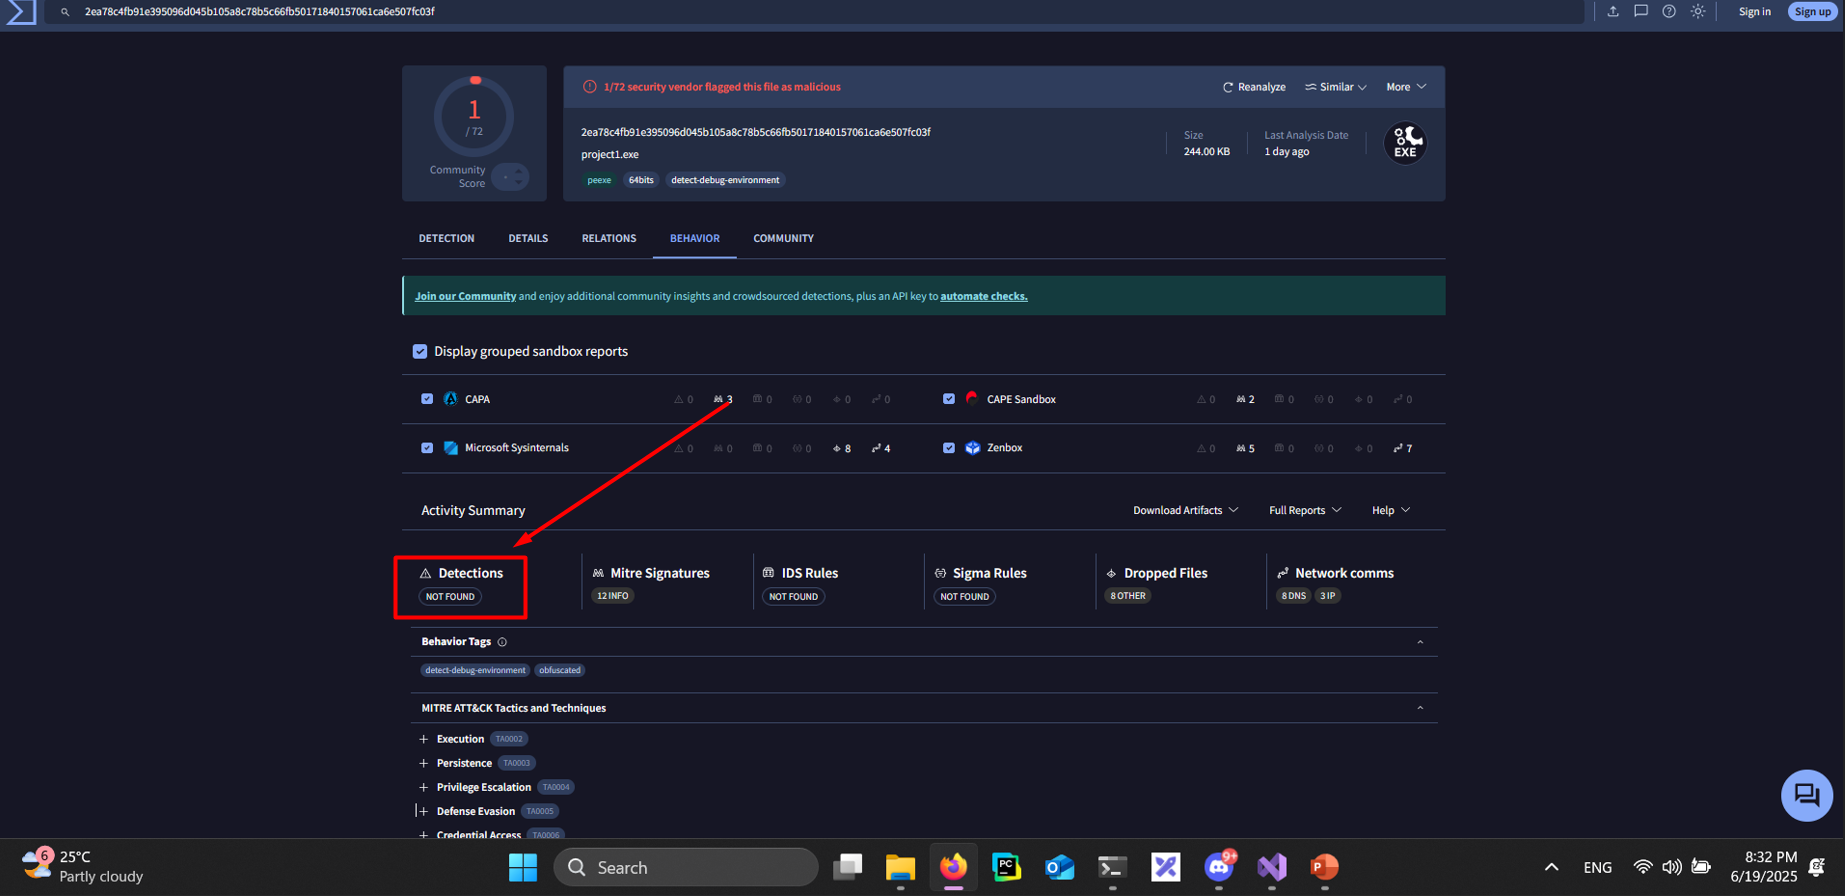 2ea78c4fb91e395096d045b105a8c78b5c66fb50171840157061ca6e507fc03f
Sign in
Sign up
1
/ 72
Community
Score
-
1/72 security vendor flagged this file as malicious
Reanalyze
Similar
More
2ea78c4fb91e395096d045b105a8c78b5c66fb50171840157061ca6e507fc03f
project1.exe
peexe
64bits
detect-debug-environment
Size
244.00 KB
Last Analysis Date
1 day ago
EXE
DETECTION
DETAILS
RELATIONS
BEHAVIOR
COMMUNITY
Join our Community and enjoy additional community insights and crowdsourced detections, plus an API key to automate checks.
Display grouped sandbox reports
CAPA 0 3 0 0 0 0
CAPE Sandbox 0 2 0 0 0 0
Microsoft Sysinternals 0 0 0 0 8 4
Zenbox 0 5 0 0 0 7
Activity Summary
Download Artifacts
Full Reports
Help
Detections
NOT FOUND
Mitre Signatures
12 INFO
IDS Rules
NOT FOUND
Sigma Rules
NOT FOUND
Dropped Files
8 OTHER
Network comms
8 DNS 3 IP
Behavior Tags
detect-debug-environment obfuscated
MITRE ATT&CK Tactics and Techniques
Execution TA0002
Persistence TA0003
Privilege Escalation TA0004
Defense Evasion TA0005
Credential Access TA0006
6
25°C
Partly cloudy
Search
PC
9+
P
ENG
8:32 PM
6/19/2025